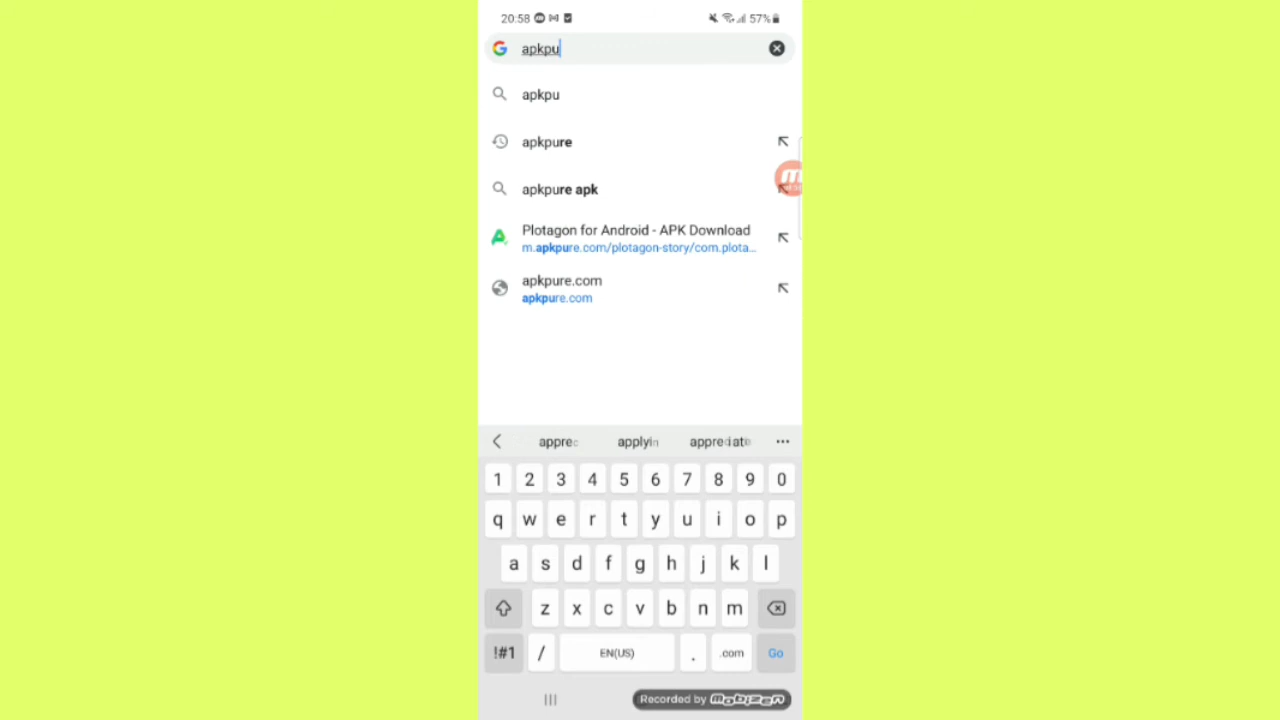 20:58 57%
apkpu
apkpu
apkpure
apkpure apk
Plotagon for Android - APK Download
m.apkpure.com/plotagon-story/com.plota...
apkpure.com
apkpure.com
apprec applyin appreciate
1 2 3 4 5 6 7 8 9 0
q w e r t y u i o p
a s d f g h j k l
z x c v b n m
!#1 / EN(US) . .com Go
Recorded by mobizen